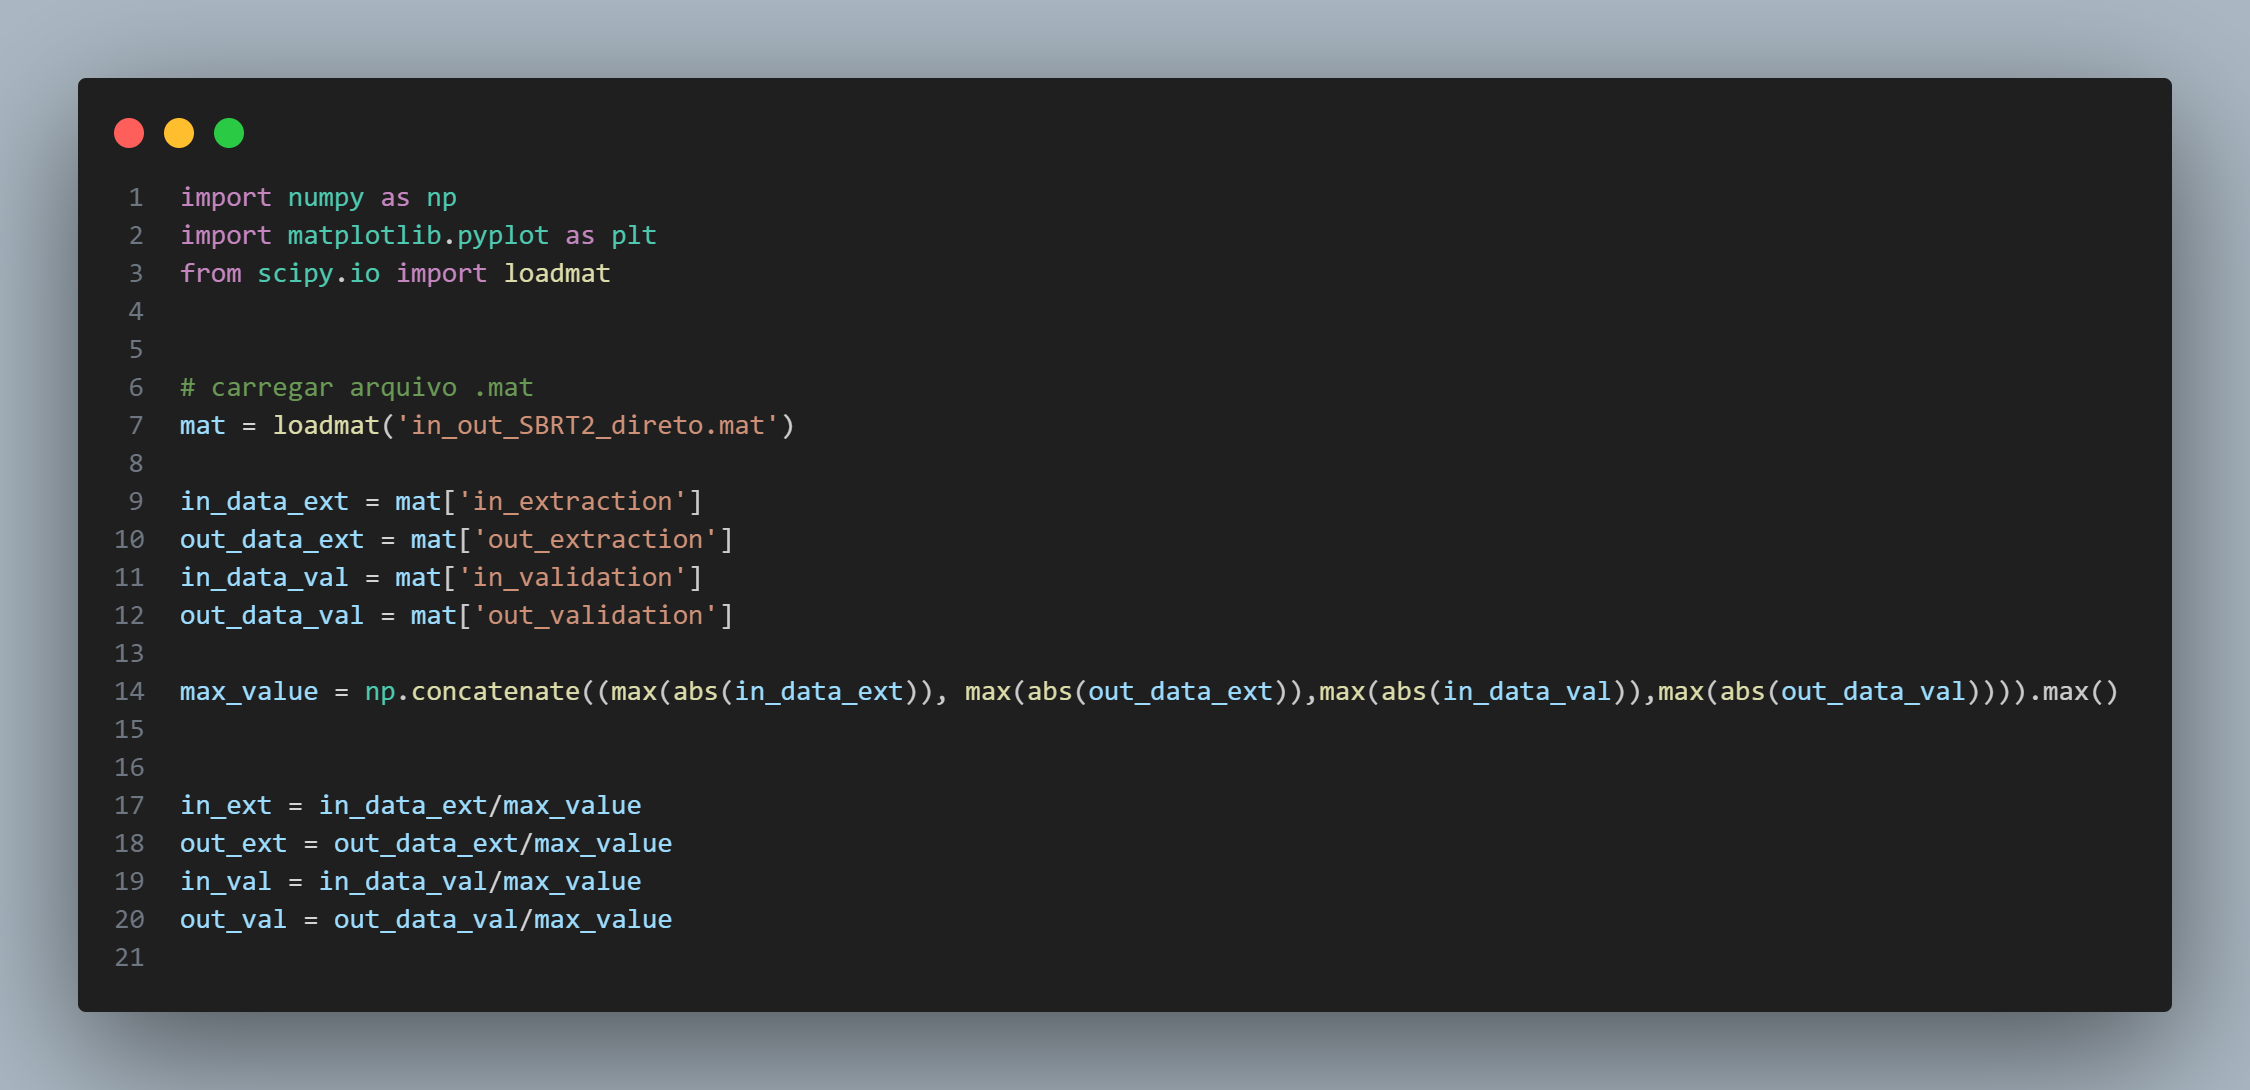 1 import numpy as np
2 import matplotlib.pyplot as plt
3 from scipy.io import loadmat
4
5
6 # carregar arquivo .mat
7 mat = loadmat('in_out_SBRT2_direto.mat')
8
9 in_data_ext = mat['in_extraction']
10 out_data_ext = mat['out_extraction']
11 in_data_val = mat['in_validation']
12 out_data_val = mat['out_validation']
13
14 max_value = np.concatenate((max(abs(in_data_ext)), max(abs(out_data_ext)),max(abs(in_data_val)),max(abs(out_data_val)))).max()
15
16
17 in_ext = in_data_ext/max_value
18 out_ext = out_data_ext/max_value
19 in_val = in_data_val/max_value
20 out_val = out_data_val/max_value
21